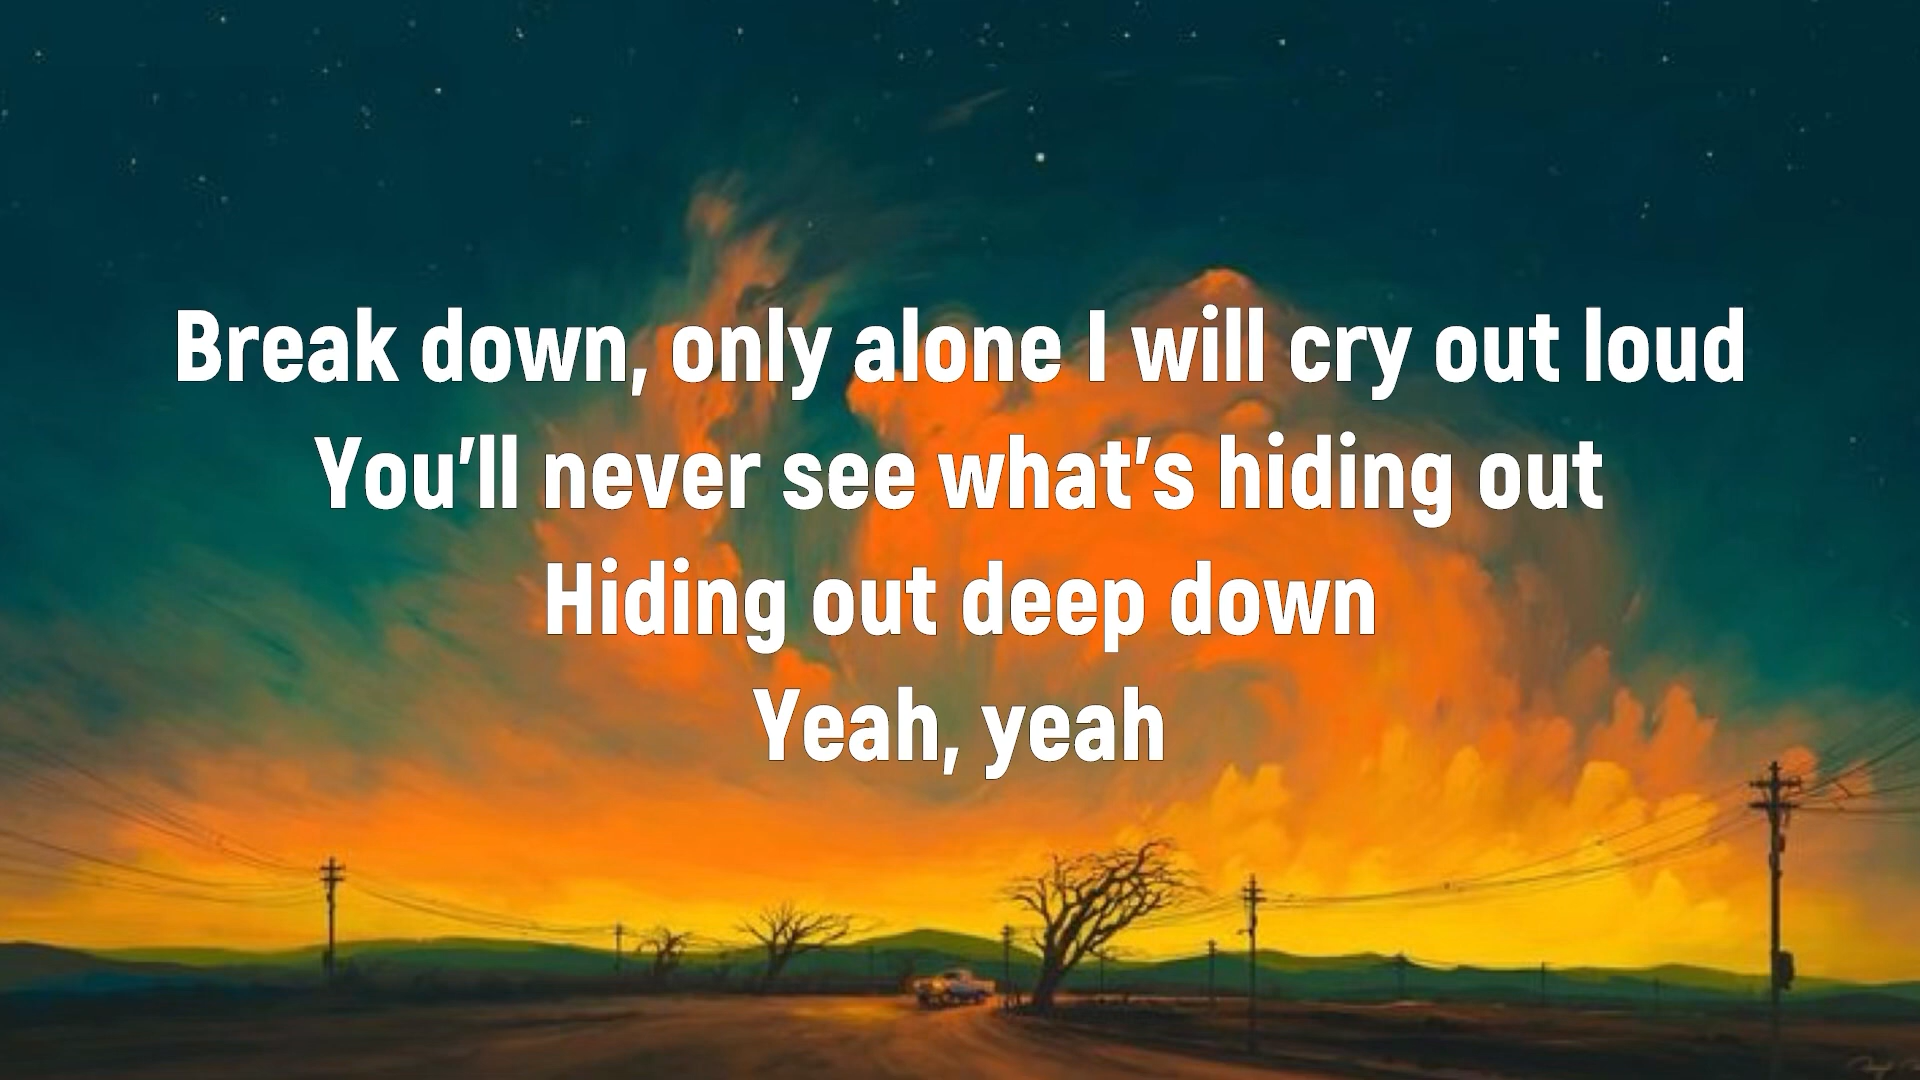 Break down, only alone I will cry out loud
You’ll never see what’s hiding out
Hiding out deep down
Yeah, yeah